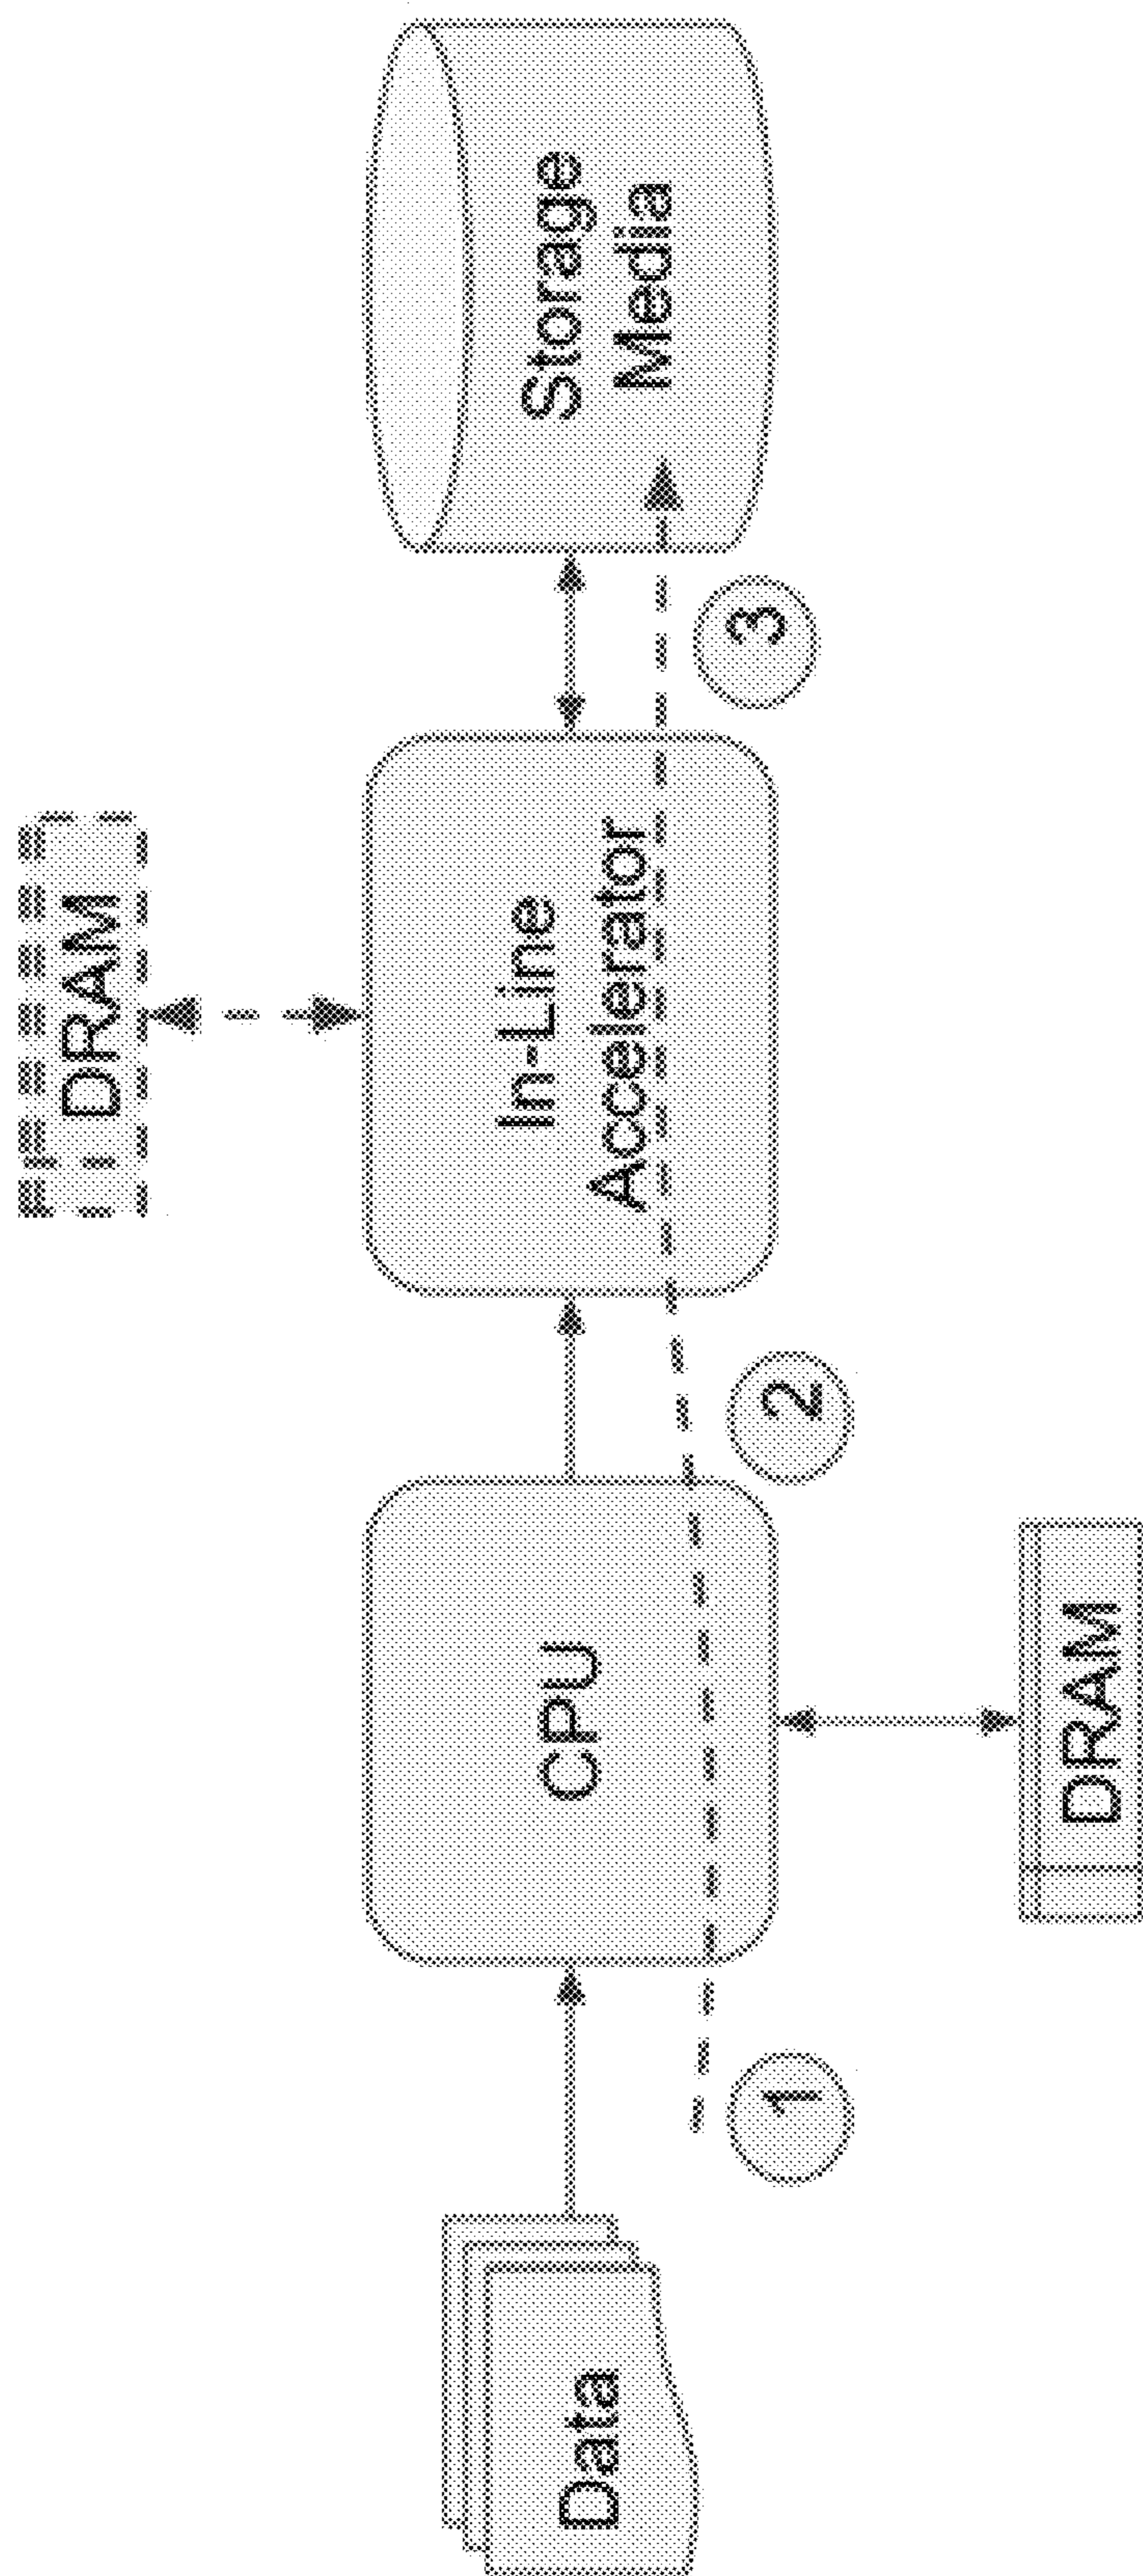 DRAM
Data
CPU
In-Line
Accelerator
Storage
Media
1
2
3
DRAM